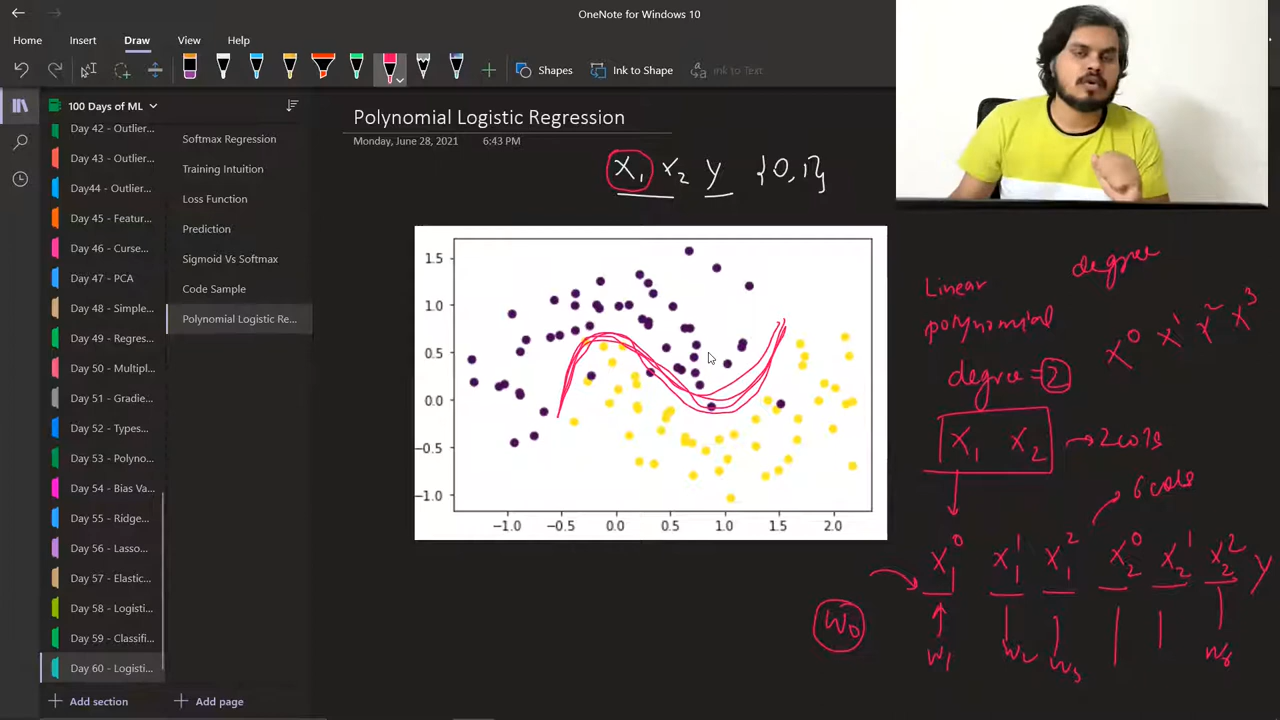 OneNote for Windows 10
Home Insert Draw View Help
Shapes Ink to Shape Ink to Text
100 Days of ML
Day 42 - Outlier...
Day 43 - Outlier...
Day44 - Outlier...
Day 45 - Featur...
Day 46 - Curse...
Day 47 - PCA
Day 48 - Simple...
Day 49 - Regres...
Day 50 - Multipl...
Day 51 - Gradie...
Day 52 - Types...
Day 53 - Polyno...
Day 54 - Bias Va...
Day 55 - Ridge...
Day 56 - Lasso...
Day 57 - Elastic...
Day 58 - Logisti...
Day 59 - Classifi...
Day 60 - Logisti...
Add section
Softmax Regression
Training Intuition
Loss Function
Prediction
Sigmoid Vs Softmax
Code Sample
Polynomial Logistic Re...
Add page
Polynomial Logistic Regression
Monday, June 28, 2021 6:43 PM
X₁ X₂ y {0,1}
1.5
1.0
0.5
0.0
−0.5
−1.0
−1.0 −0.5 0.0 0.5 1.0 1.5 2.0
degree
Linear
polynomial
X⁰ X¹ X² X³
degree = 2
X₁ X₂ → 2 cols
6 cols
X₁⁰ X₁¹ X₁² X₂⁰ X₂¹ X₂² y
W₀
W₁ W₂ W₃